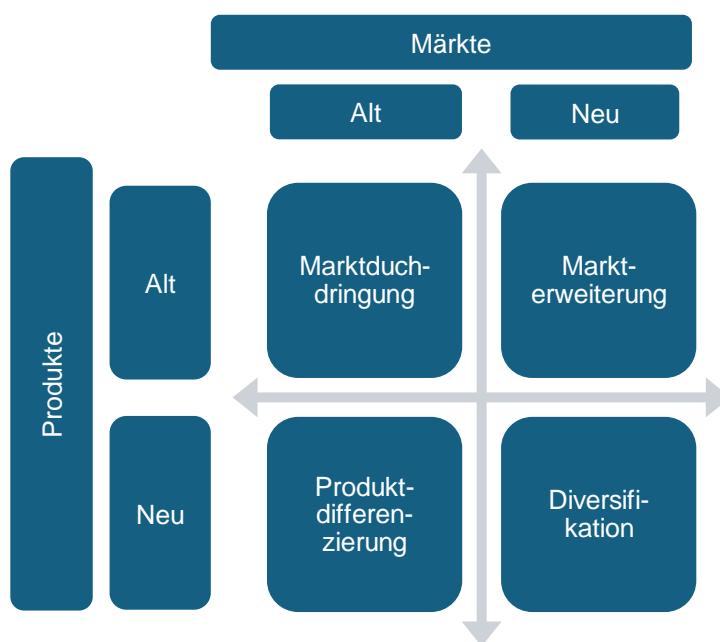 Märkte
Alt
Neu
Produkte
Alt
Marktduch-
dringung
Markt-
erweiterung
Neu
Produkt-
differen-
zierung
Diversifi-
kation